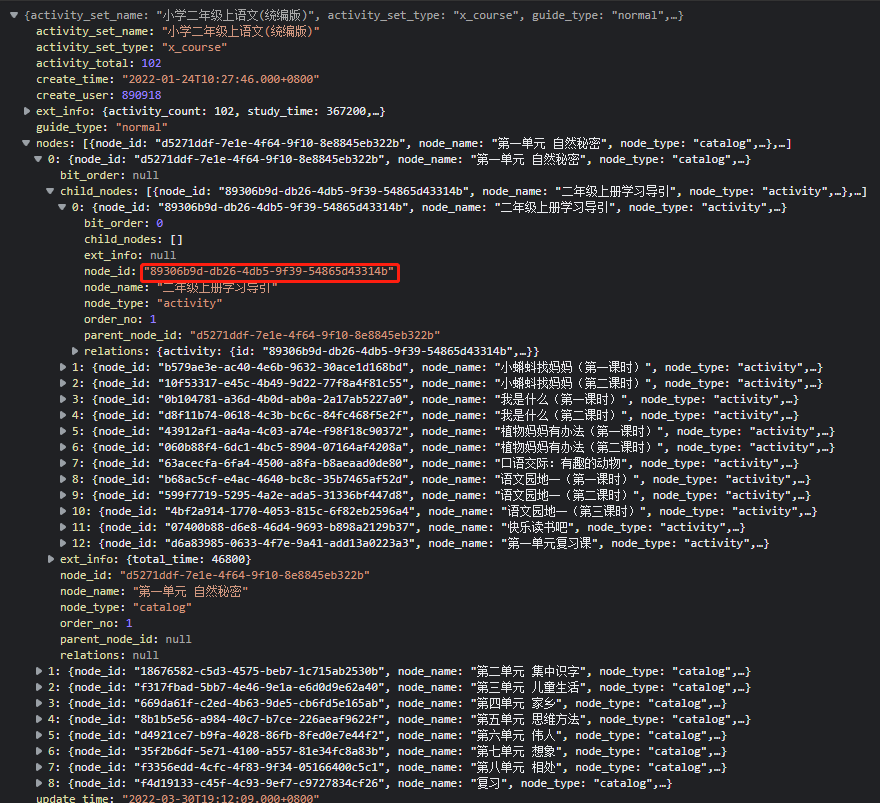 {activity_set_name: "小学二年级上语文(统编版)", activity_set_type: "x_course", guide_type: "normal",…}
activity_set_name: "小学二年级上语文(统编版)"
activity_set_type: "x_course"
activity_total: 102
create_time: "2022-01-24T10:27:46.000+0800"
create_user: 890918
ext_info: {activity_count: 102, study_time: 367200,…}
guide_type: "normal"
nodes: [{node_id: "d5271ddf-7e1e-4f64-9f10-8e8845eb322b", node_name: "第一单元 自然秘密", node_type: "catalog",…},…]
0: {node_id: "d5271ddf-7e1e-4f64-9f10-8e8845eb322b", node_name: "第一单元 自然秘密", node_type: "catalog",…}
bit_order: null
child_nodes: [{node_id: "89306b9d-db26-4db5-9f39-54865d43314b", node_name: "二年级上册学习导引", node_type: "activity",…},…]
0: {node_id: "89306b9d-db26-4db5-9f39-54865d43314b", node_name: "二年级上册学习导引", node_type: "activity",…}
bit_order: 0
child_nodes: []
ext_info: null
node_id: "89306b9d-db26-4db5-9f39-54865d43314b"
node_name: "二年级上册学习导引"
node_type: "activity"
order_no: 1
parent_node_id: "d5271ddf-7e1e-4f64-9f10-8e8845eb322b"
relations: {activity: {id: "89306b9d-db26-4db5-9f39-54865d43314b",…}}
1: {node_id: "b579ae3e-ac40-4e6b-9632-30ace1d168bd", node_name: "小蝌蚪找妈妈（第一课时）", node_type: "activity",…}
2: {node_id: "10f53317-e45c-4b49-9d22-77f8a4f81c55", node_name: "小蝌蚪找妈妈（第二课时）", node_type: "activity",…}
3: {node_id: "0b104781-a36d-4b0d-ab0a-2a17ab5227a0", node_name: "我是什么（第一课时）", node_type: "activity",…}
4: {node_id: "d8f11b74-0618-4c3b-bc6c-84fc468f5e2f", node_name: "我是什么（第二课时）", node_type: "activity",…}
5: {node_id: "43912af1-aa4a-4c03-a74e-f98f18c90372", node_name: "植物妈妈有办法（第一课时）", node_type: "activity",…}
6: {node_id: "060b88f4-6dc1-4bc5-8904-07164af4208a", node_name: "植物妈妈有办法（第二课时）", node_type: "activity",…}
7: {node_id: "63acecfa-6fa4-4500-a8fa-b8aeaad0de80", node_name: "口语交际：有趣的动物", node_type: "activity",…}
8: {node_id: "b68ac5cf-e4ac-4640-bc8c-35b7465af52d", node_name: "语文园地一（第一课时）", node_type: "activity",…}
9: {node_id: "599f7719-5295-4a2e-ada5-31336bf447d8", node_name: "语文园地一（第二课时）", node_type: "activity",…}
10: {node_id: "4bf2a914-1770-4053-815c-6f82eb2596a4", node_name: "语文园地一（第三课时）", node_type: "activity",…}
11: {node_id: "07400b88-d6e8-46d4-9693-b898a2129b37", node_name: "快乐读书吧", node_type: "activity",…}
12: {node_id: "d6a83985-0633-4f7e-9a41-add13a0223a3", node_name: "第一单元复习课", node_type: "activity",…}
ext_info: {total_time: 46800}
node_id: "d5271ddf-7e1e-4f64-9f10-8e8845eb322b"
node_name: "第一单元 自然秘密"
node_type: "catalog"
order_no: 1
parent_node_id: null
relations: null
1: {node_id: "18676582-c5d3-4575-beb7-1c715ab2530b", node_name: "第二单元 集中识字", node_type: "catalog",…}
2: {node_id: "f317fbad-5bb7-4e46-9e1a-e6d0d9e62a40", node_name: "第三单元 儿童生活", node_type: "catalog",…}
3: {node_id: "669da61f-c2ed-4b63-9de5-cb6fd5e165ab", node_name: "第四单元 家乡", node_type: "catalog",…}
4: {node_id: "8b1b5e56-a984-40c7-b7ce-226aeaf9622f", node_name: "第五单元 思维方法", node_type: "catalog",…}
5: {node_id: "d4921ce7-b9fa-4028-86fb-8fed0e7e44f2", node_name: "第六单元 伟人", node_type: "catalog",…}
6: {node_id: "35f2b6df-5e71-4100-a557-81e34fc8a83b", node_name: "第七单元 想象", node_type: "catalog",…}
7: {node_id: "f3356edd-4cfc-4f83-9f34-05166400c5c1", node_name: "第八单元 相处", node_type: "catalog",…}
8: {node_id: "f4d19133-c45f-4c93-9ef7-c9727834cf26", node_name: "复习", node_type: "catalog",…}
update_time: "2022-03-30T19:12:09.000+0800"